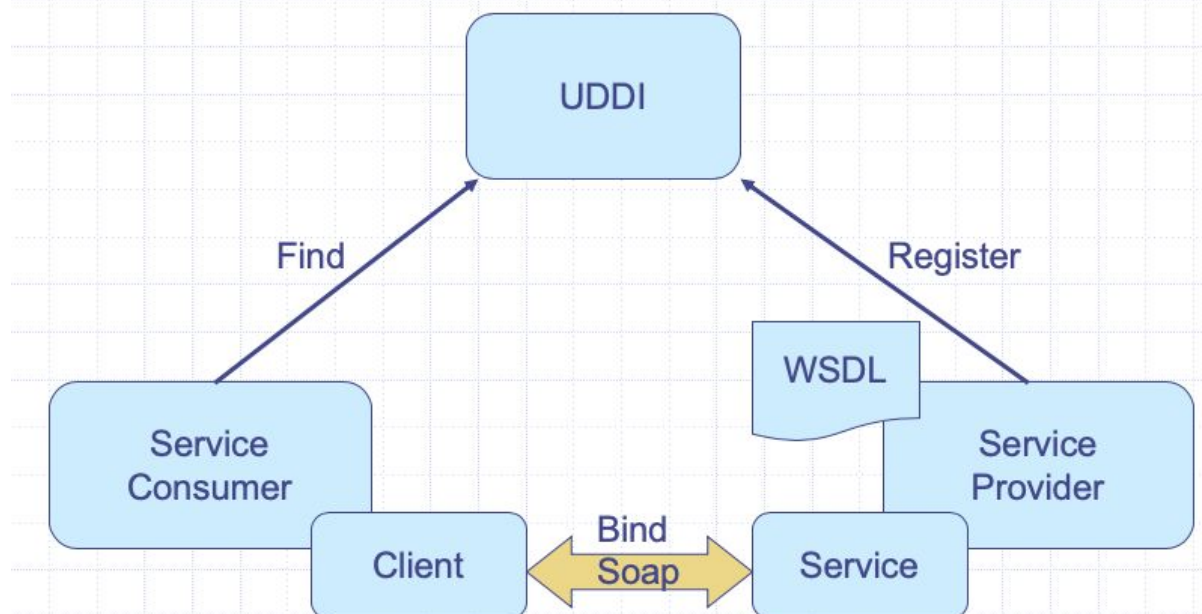 UDDI
Find
Register
WSDL
Service
Consumer
Service
Provider
Client
Bind
Soap
Service